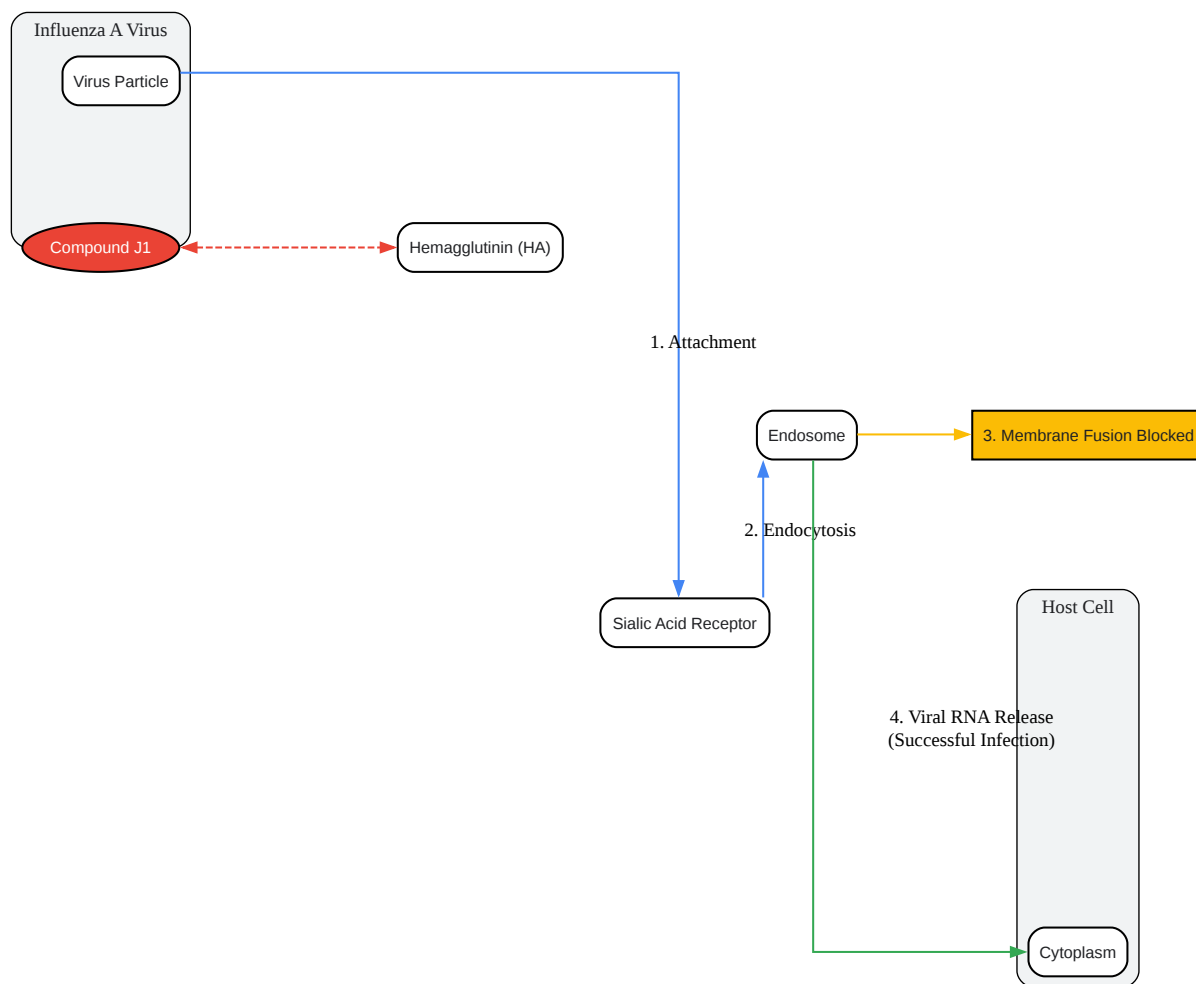 Influenza A Virus
Virus Particle
Compound J1
Hemagglutinin (HA)
1. Attachment
Endosome
3. Membrane Fusion Blocked
2. Endocytosis
Sialic Acid Receptor
Host Cell
4. Viral RNA Release
(Successful Infection)
Cytoplasm